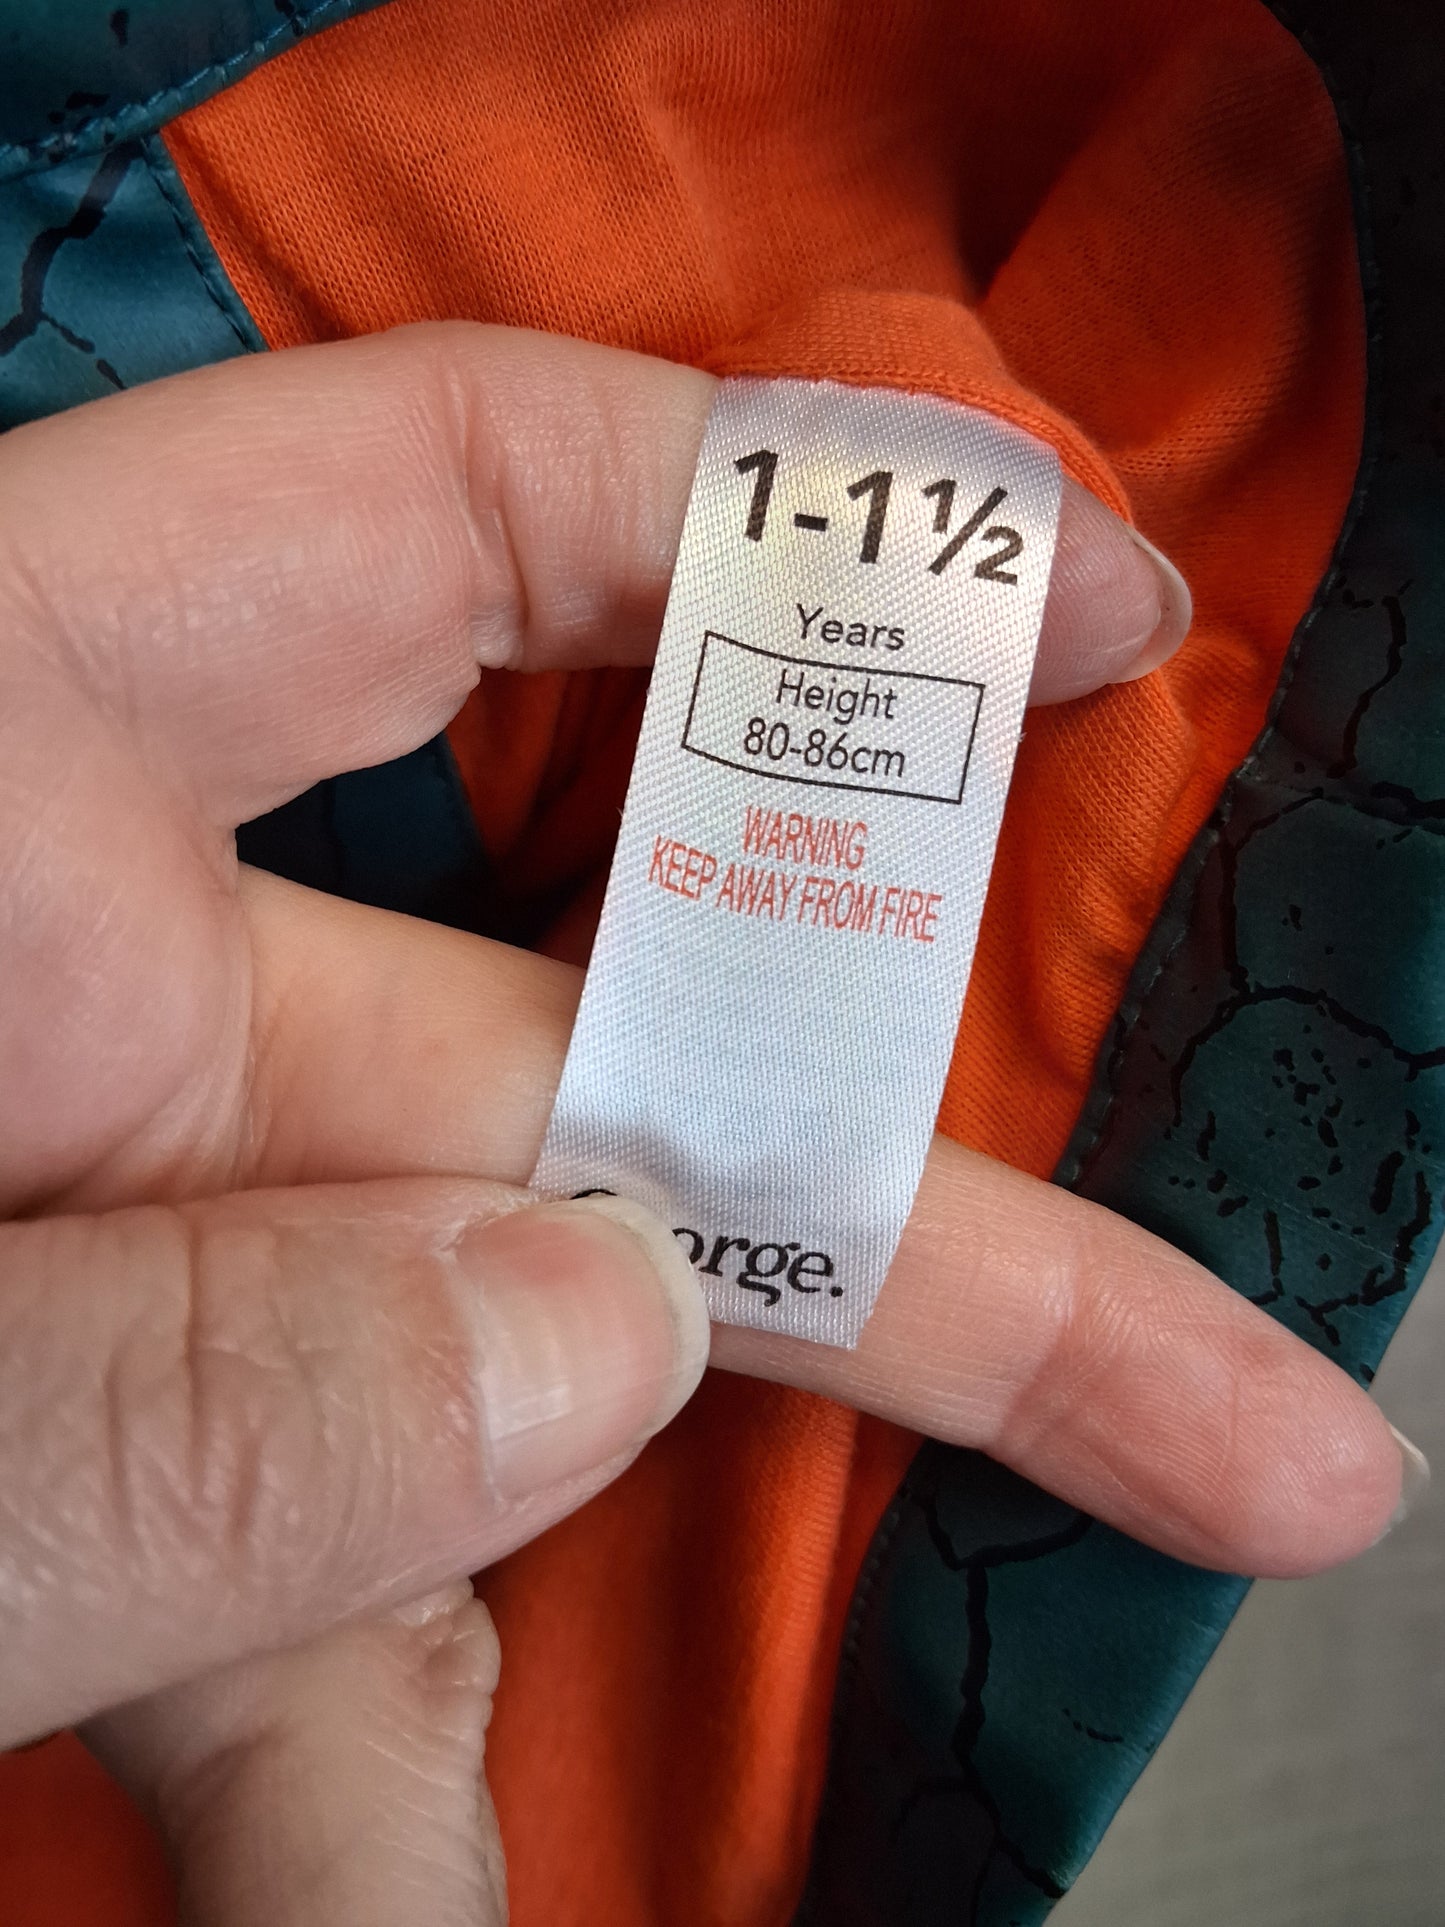 1-1½
Years
Height
80-86cm
WARNING
KEEP AWAY FROM FIRE